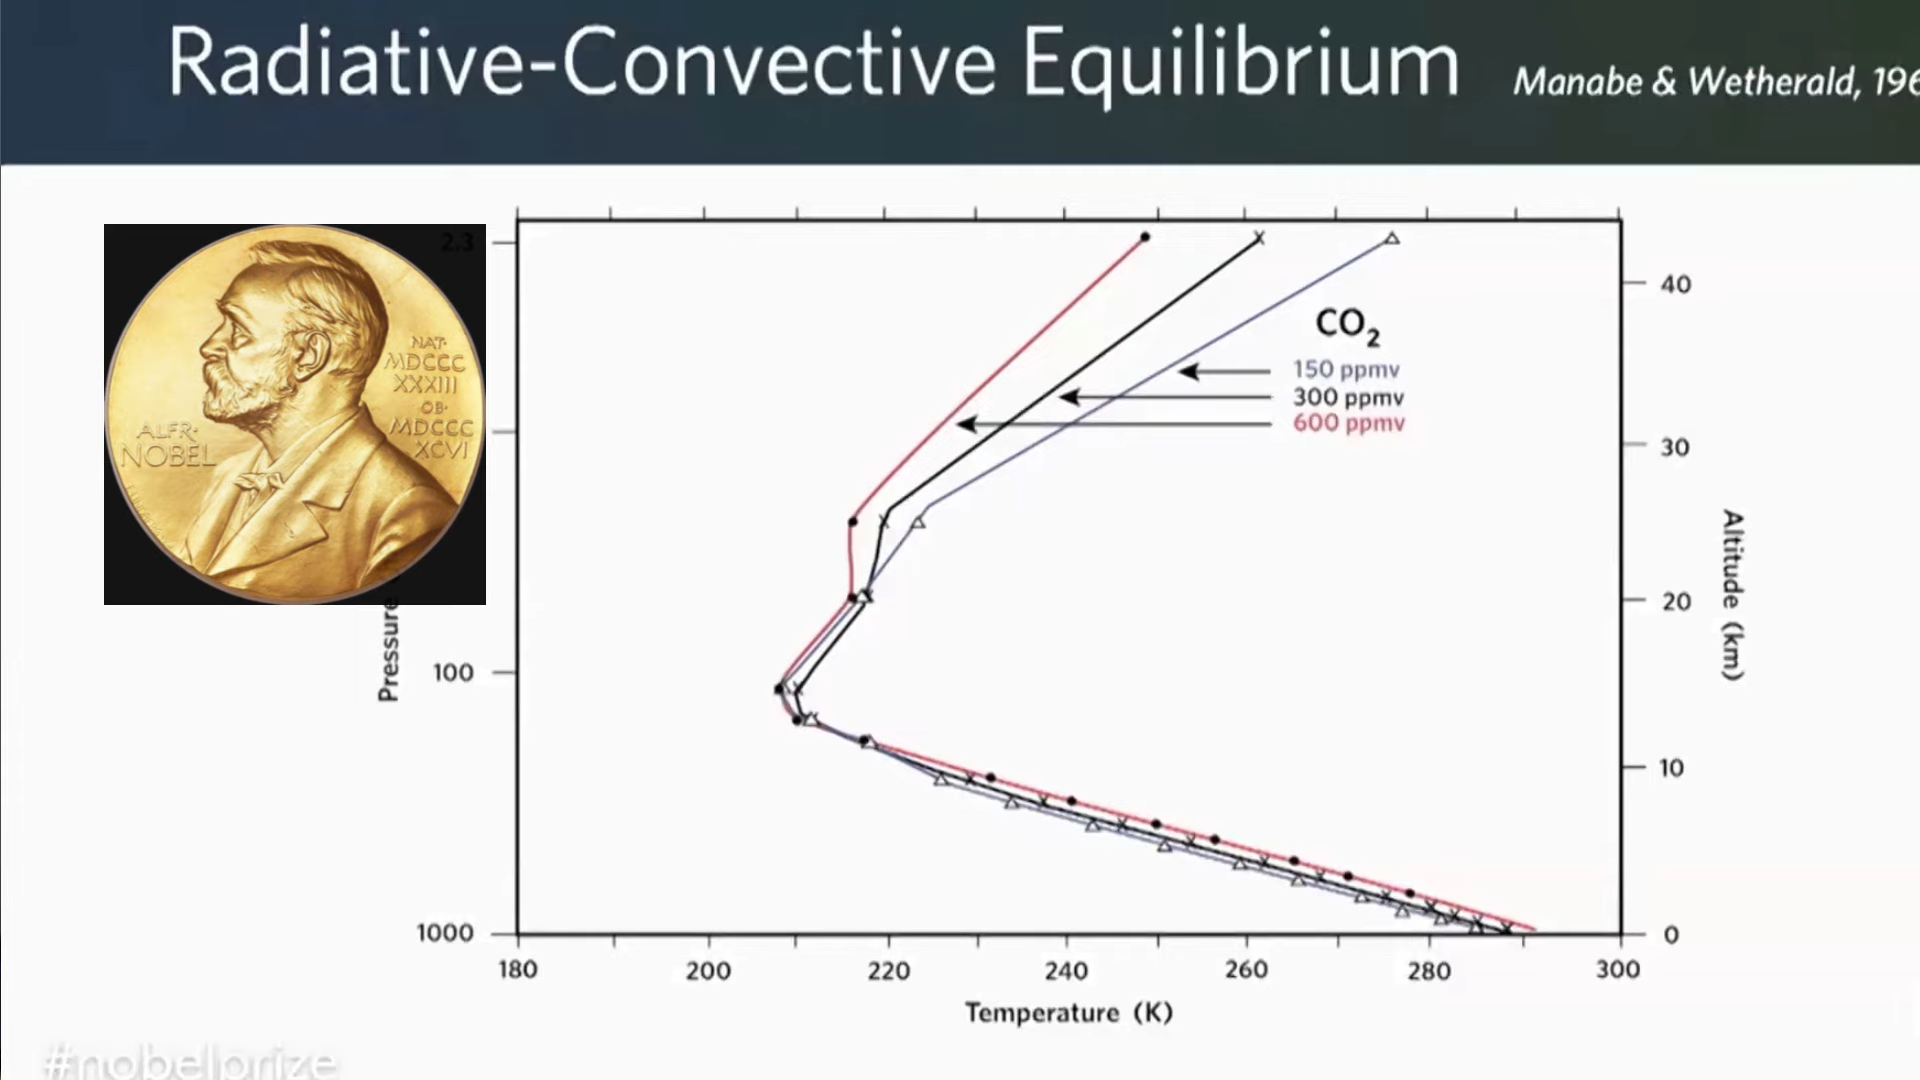 Radiative-Convective Equilibrium
Manabe & Wetherald, 196
2.3
NAT·
MDCCC
XXXIII
OB·
MDCCC
XCVI
ALFR·
NOBEL
CO₂
150 ppmv
300 ppmv
600 ppmv
40
30
20
10
0
Altitude (km)
Pressure
100
1000
180 200 220 240 260 280 300
Temperature (K)
#nobelprize